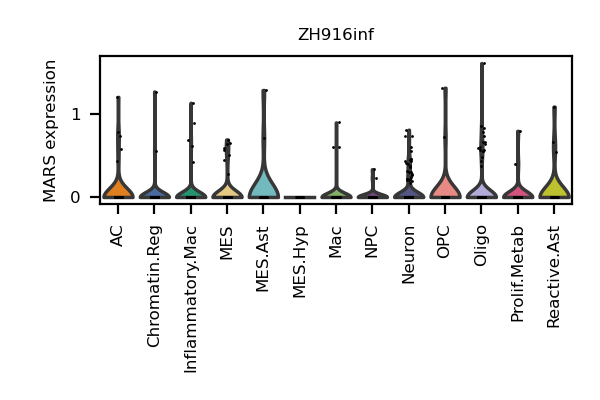 ZH916inf
MARS expression
1
0
AC
Chromatin.Reg
Inflammatory.Mac
MES
MES.Ast
MES.Hyp
Mac
NPC
Neuron
OPC
Oligo
Prolif.Metab
Reactive.Ast